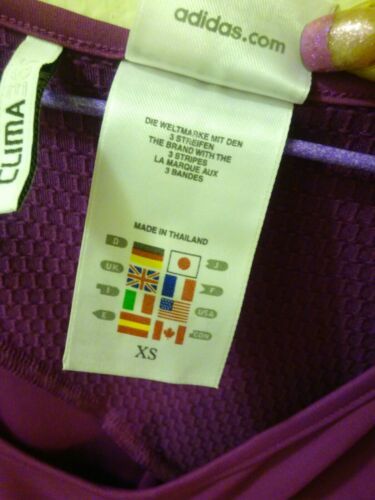 adidas.com
CLIMA
DIE WELTMARKE MIT DEN
3 STREIFEN
THE BRAND WITH THE
3 STRIPES
LA MARQUE AUX
3 BANDES
MADE IN THAILAND
D J
UK F
I USA
E CDN
XS